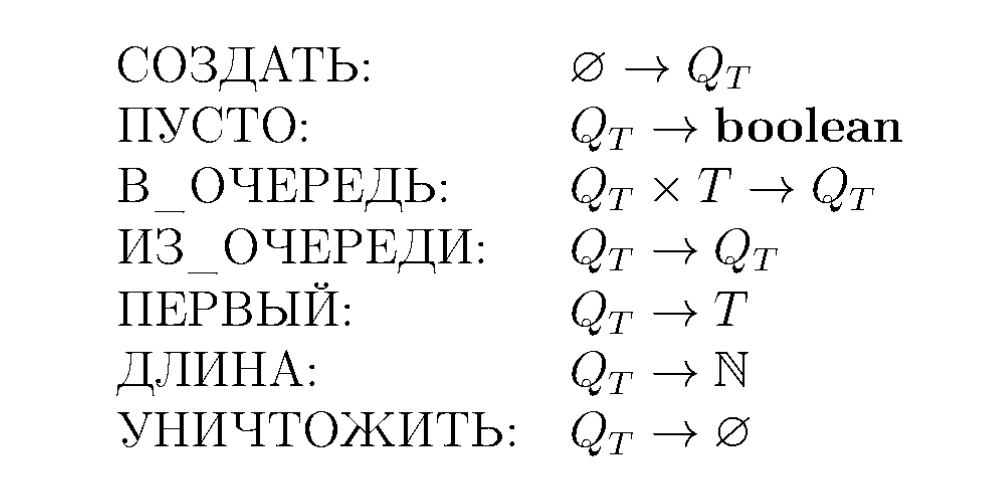 СОЗДАТЬ: ∅ → Q_T
ПУСТО: Q_T → boolean
В_ОЧЕРЕДЬ: Q_T × T → Q_T
ИЗ_ОЧЕРЕДИ: Q_T → Q_T
ПЕРВЫЙ: Q_T → T
ДЛИНА: Q_T → ℕ
УНИЧТОЖИТЬ: Q_T → ∅